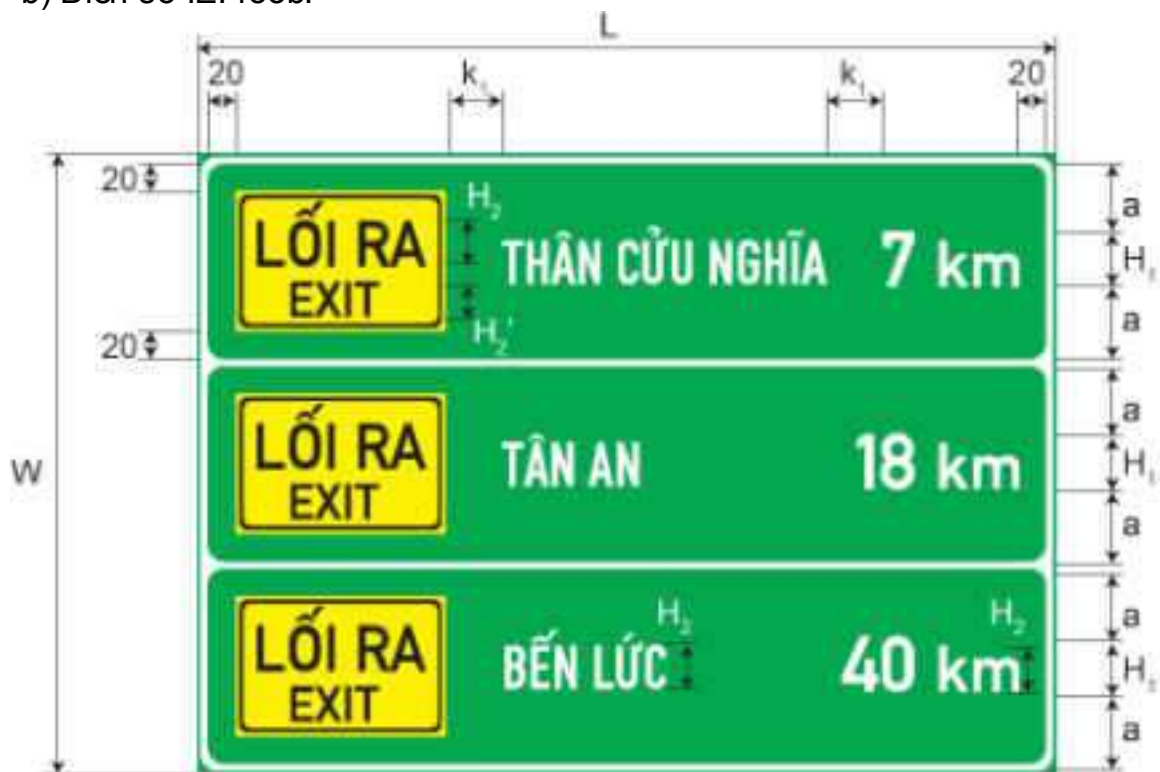 L
20 k₁ k₁ 20
20
LỐI RA
EXIT
H₂
H₂'
THÂN CỬU NGHĨA 7 km
a
H₁
a
20
W
LỐI RA
EXIT
TÂN AN 18 km
a
H₁
a
LỐI RA
EXIT
BẾN LỨC H₂
40 km H₂
a
H₁
a